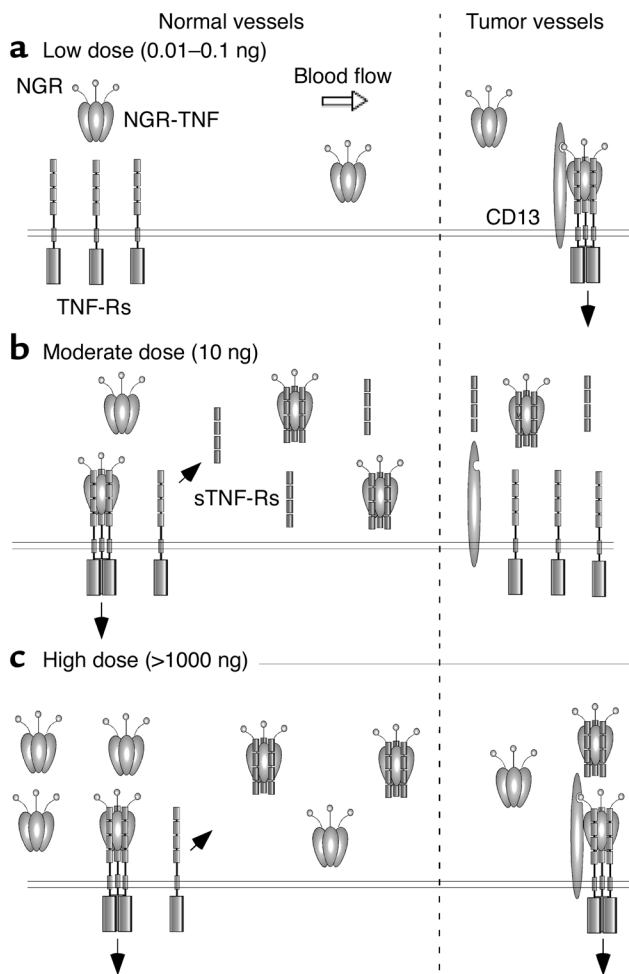 Normal vessels
Tumor vessels
a Low dose (0.01–0.1 ng)
NGR
Blood flow
NGR-TNF
CD13
TNF-Rs
b Moderate dose (10 ng)
sTNF-Rs
c High dose (>1000 ng)